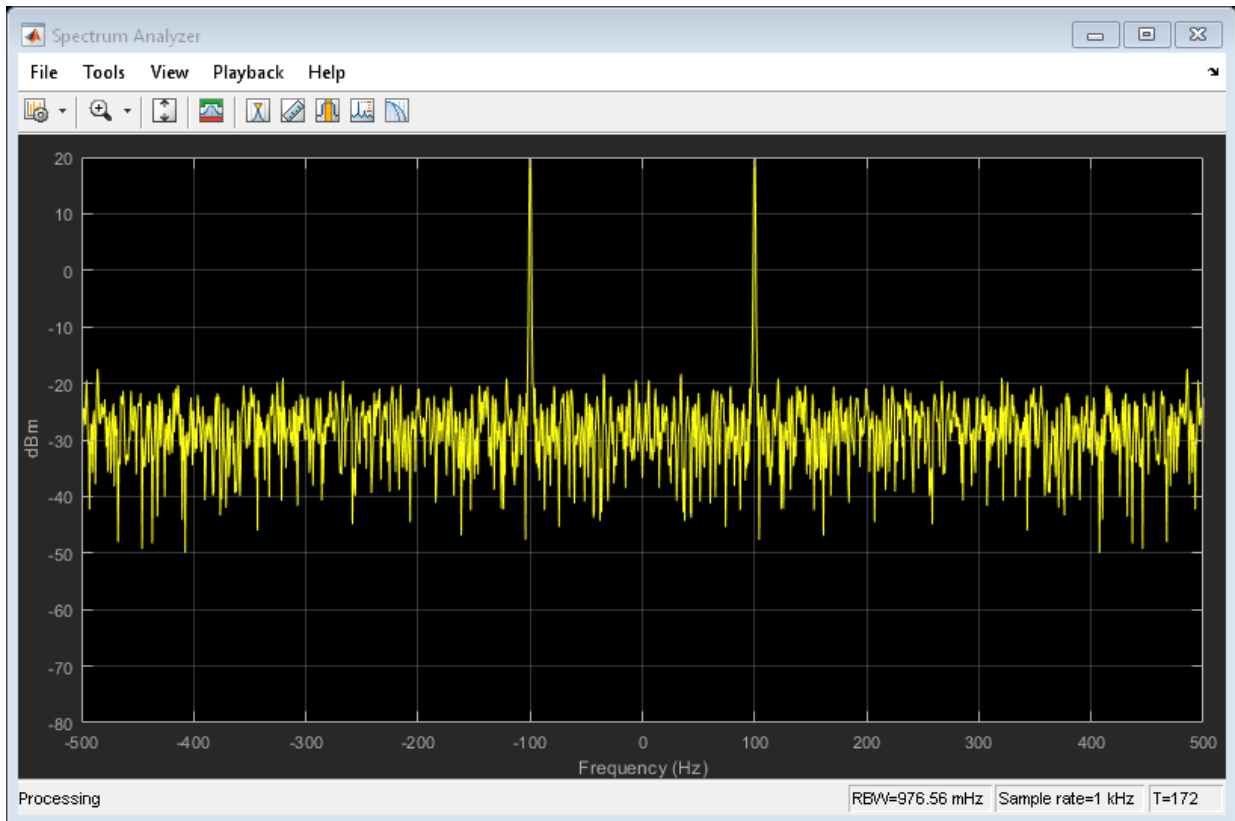 Spectrum Analyzer
File Tools View Playback Help
20
10
0
-10
-20
-30
-40
-50
-60
-70
-80
dBm
-500 -400 -300 -200 -100 0 100 200 300 400 500
Frequency (Hz)
Processing RBW=976.56 mHz Sample rate=1 kHz T=172